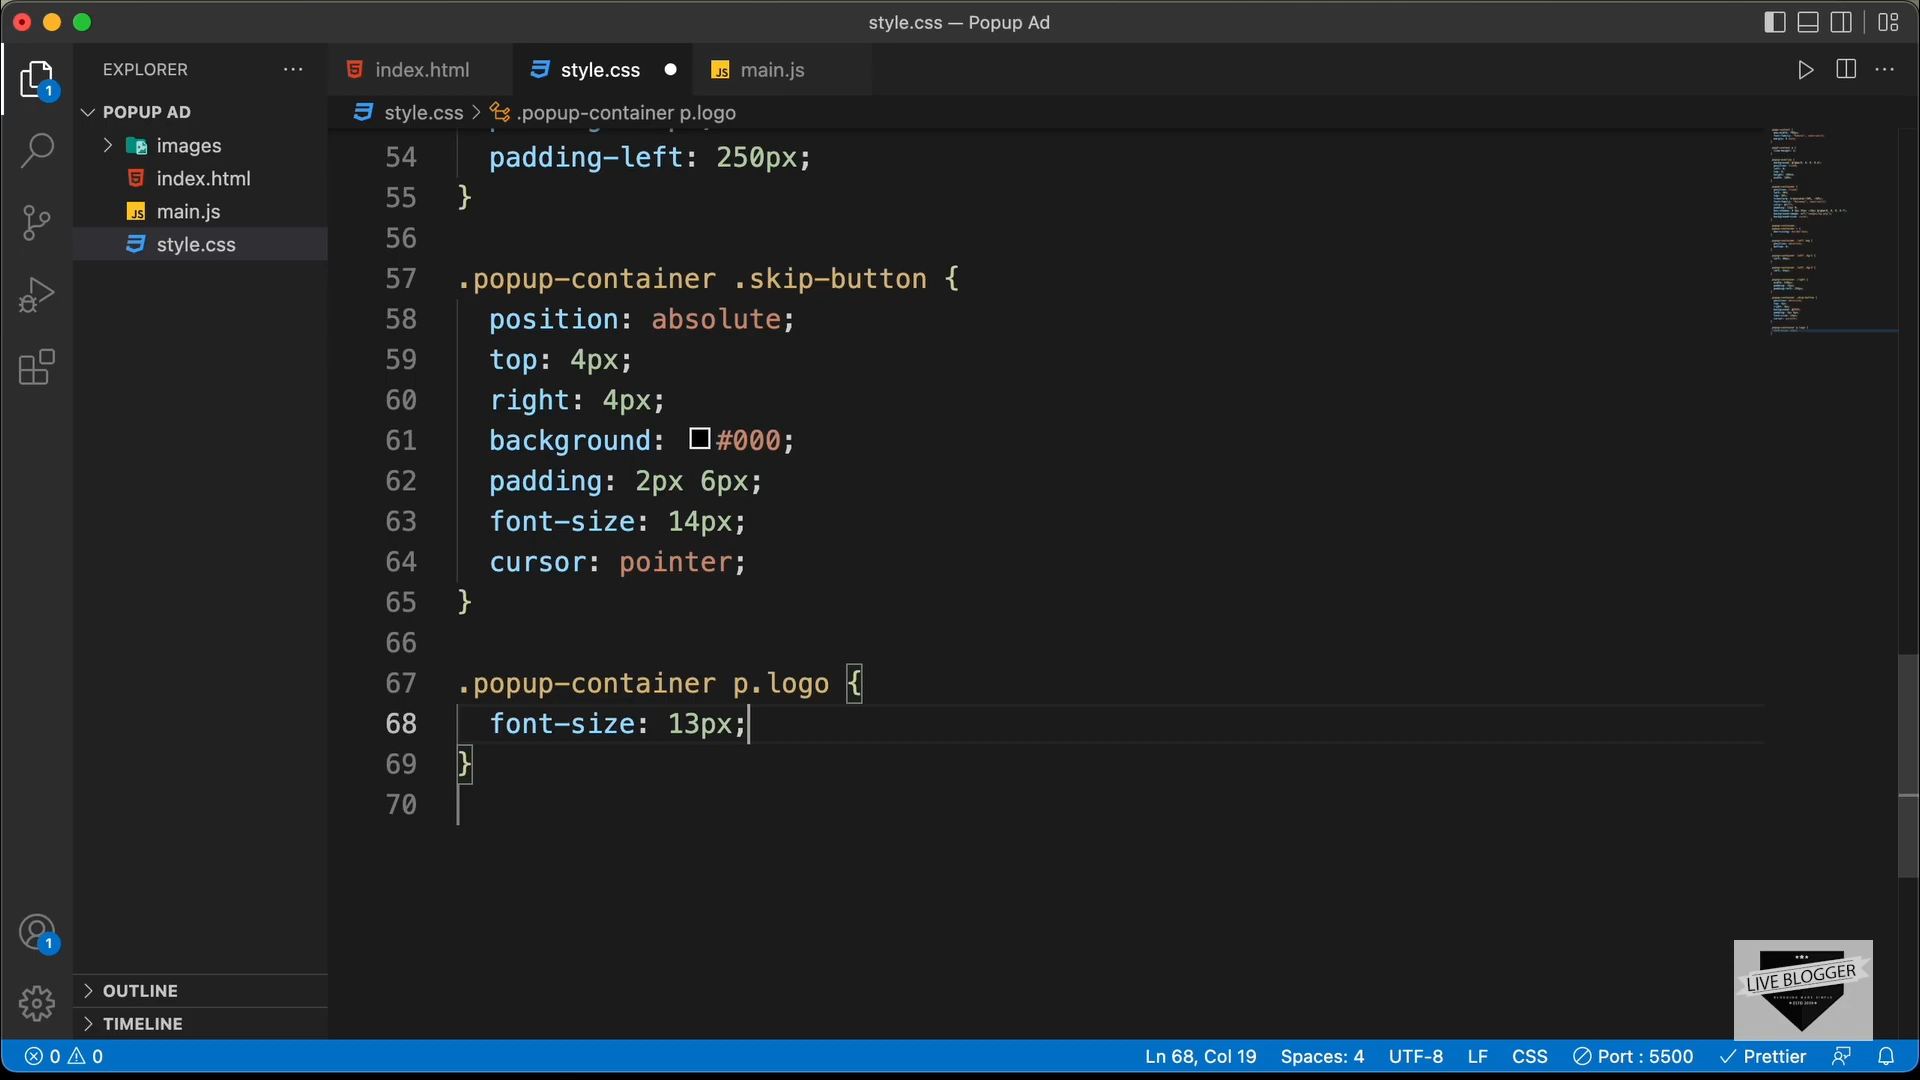 style.css — Popup Ad
EXPLORER
index.html
style.css
main.js
POPUP AD
style.css > .popup-container p.logo
images
index.html
main.js
style.css
54 padding-left: 250px;
55 }
56
57 .popup-container .skip-button {
58 position: absolute;
59 top: 4px;
60 right: 4px;
61 background: #000;
62 padding: 2px 6px;
63 font-size: 14px;
64 cursor: pointer;
65 }
66
67 .popup-container p.logo {
68 font-size: 13px;
69 }
70
1
1
OUTLINE
TIMELINE
LIVE BLOGGER
0 0
Ln 68, Col 19
Spaces: 4
UTF-8
LF
CSS
Port : 5500
Prettier